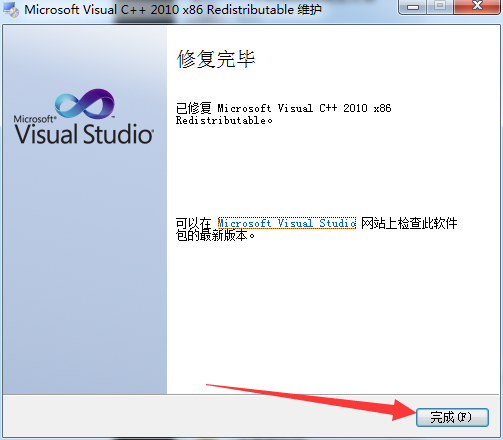 Microsoft Visual C++ 2010 x86 Redistributable 维护
修复完毕
已修复 Microsoft Visual C++ 2010 x86
Redistributable。
Microsoft®
Visual Studio®
可以在 Microsoft Visual Studio 网站上检查此软件
包的最新版本。
完成(F)